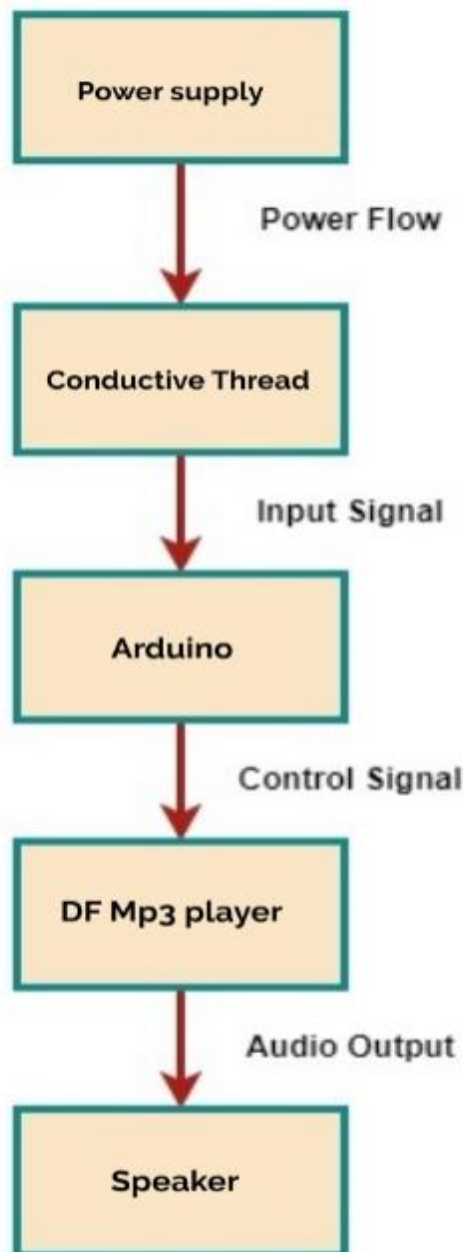 Power supply
Power Flow
Conductive Thread
Input Signal
Arduino
Control Signal
DF Mp3 player
Audio Output
Speaker